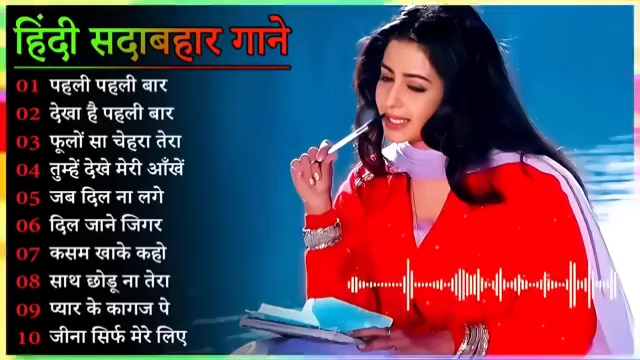 हिंदी सदाबहार गाने
01 पहली पहली बार
02 देखा है पहली बार
03 फूलों सा चेहरा तेरा
04 तुम्हें देखे मेरी आँखें
05 जब दिल ना लगे
06 दिल जाने जिगर
07 कसम खाके कहो
08 साथ छोडू ना तेरा
09 प्यार के कागज पे
10 जीना सिर्फ मेरे लिए